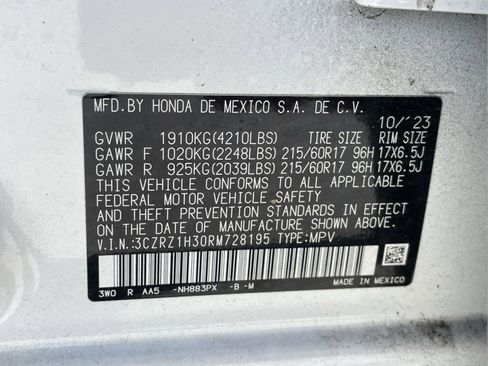 MFD. BY HONDA DE MEXICO S.A. DE C.V.
10/'23
GVWR 1910KG(4210LBS) TIRE SIZE RIM SIZE
GAWR F 1020KG(2248LBS) 215/60R17 96H 17X6.5J
GAWR R 925KG(2039LBS) 215/60R17 96H 17X6.5J
THIS VEHICLE CONFORMS TO ALL APPLICABLE
FEDERAL MOTOR VEHICLE SAFETY
AND THEFT PREVENTION STANDARDS IN EFFECT
ON THE DATE OF MANUFACTURE SHOWN ABOVE.
V.I.N.:3CZRZ1H30RM728195 TYPE:MPV
3W0 R AA5 -NH883PX -B -M
MADE IN MEXICO